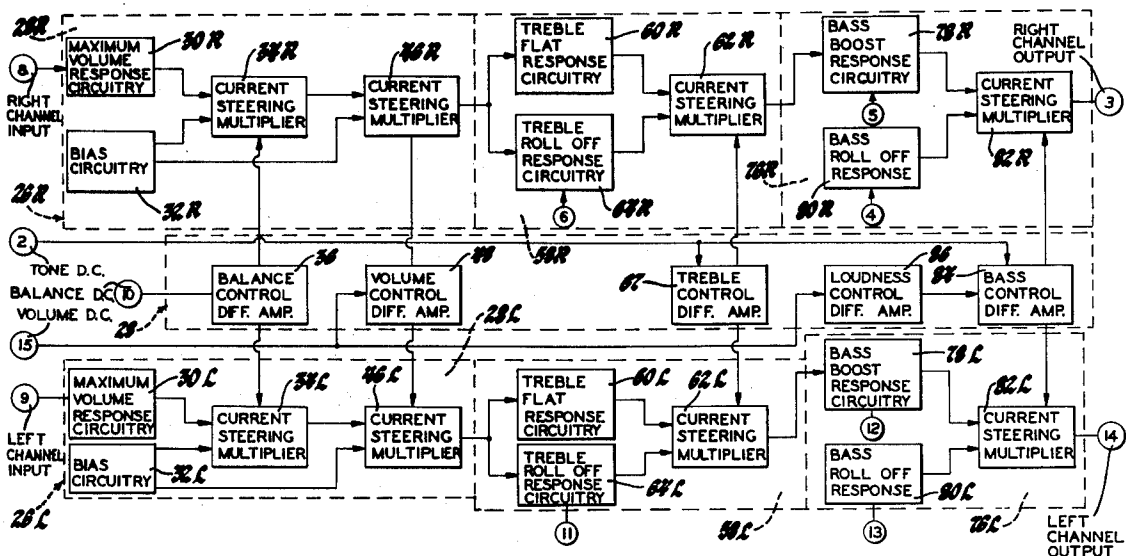 28R
30R
34R
46R
60R
62R
78R
RIGHT
CHANNEL
OUTPUT
8
RIGHT
CHANNEL
INPUT
MAXIMUM
VOLUME
RESPONSE
CIRCUITRY
CURRENT
STEERING
MULTIPLIER
CURRENT
STEERING
MULTIPLIER
TREBLE
FLAT
RESPONSE
CIRCUITRY
CURRENT
STEERING
MULTIPLIER
BASS
BOOST
RESPONSE
CIRCUITRY
5
CURRENT
STEERING
MULTIPLIER
3
82R
BIAS
CIRCUITRY
32R
26R
TREBLE
ROLL OFF
RESPONSE
CIRCUITRY
6
64R
58R
76R
BASS
ROLL OFF
RESPONSE
80R
4
2
TONE D.C.
BALANCE D.C.
10
VOLUME D.C.
15
28
36
BALANCE
CONTROL
DIFF. AMP.
48
VOLUME
CONTROL
DIFF. AMP.
67
TREBLE
CONTROL
DIFF. AMP.
86
LOUDNESS
CONTROL
DIFF. AMP.
84
BASS
CONTROL
DIFF. AMP.
28L
9
LEFT
CHANNEL
INPUT
MAXIMUM
VOLUME
RESPONSE
CIRCUITRY
30L
BIAS
CIRCUITRY
32L
26L
34L
CURRENT
STEERING
MULTIPLIER
46L
CURRENT
STEERING
MULTIPLIER
TREBLE
FLAT
RESPONSE
CIRCUITRY
60L
TREBLE
ROLL OFF
RESPONSE
CIRCUITRY
64L
11
62L
CURRENT
STEERING
MULTIPLIER
58L
BASS
BOOST
RESPONSE
CIRCUITRY
78L
12
BASS
ROLL OFF
RESPONSE
80L
13
82L
CURRENT
STEERING
MULTIPLIER
76L
14
LEFT
CHANNEL
OUTPUT